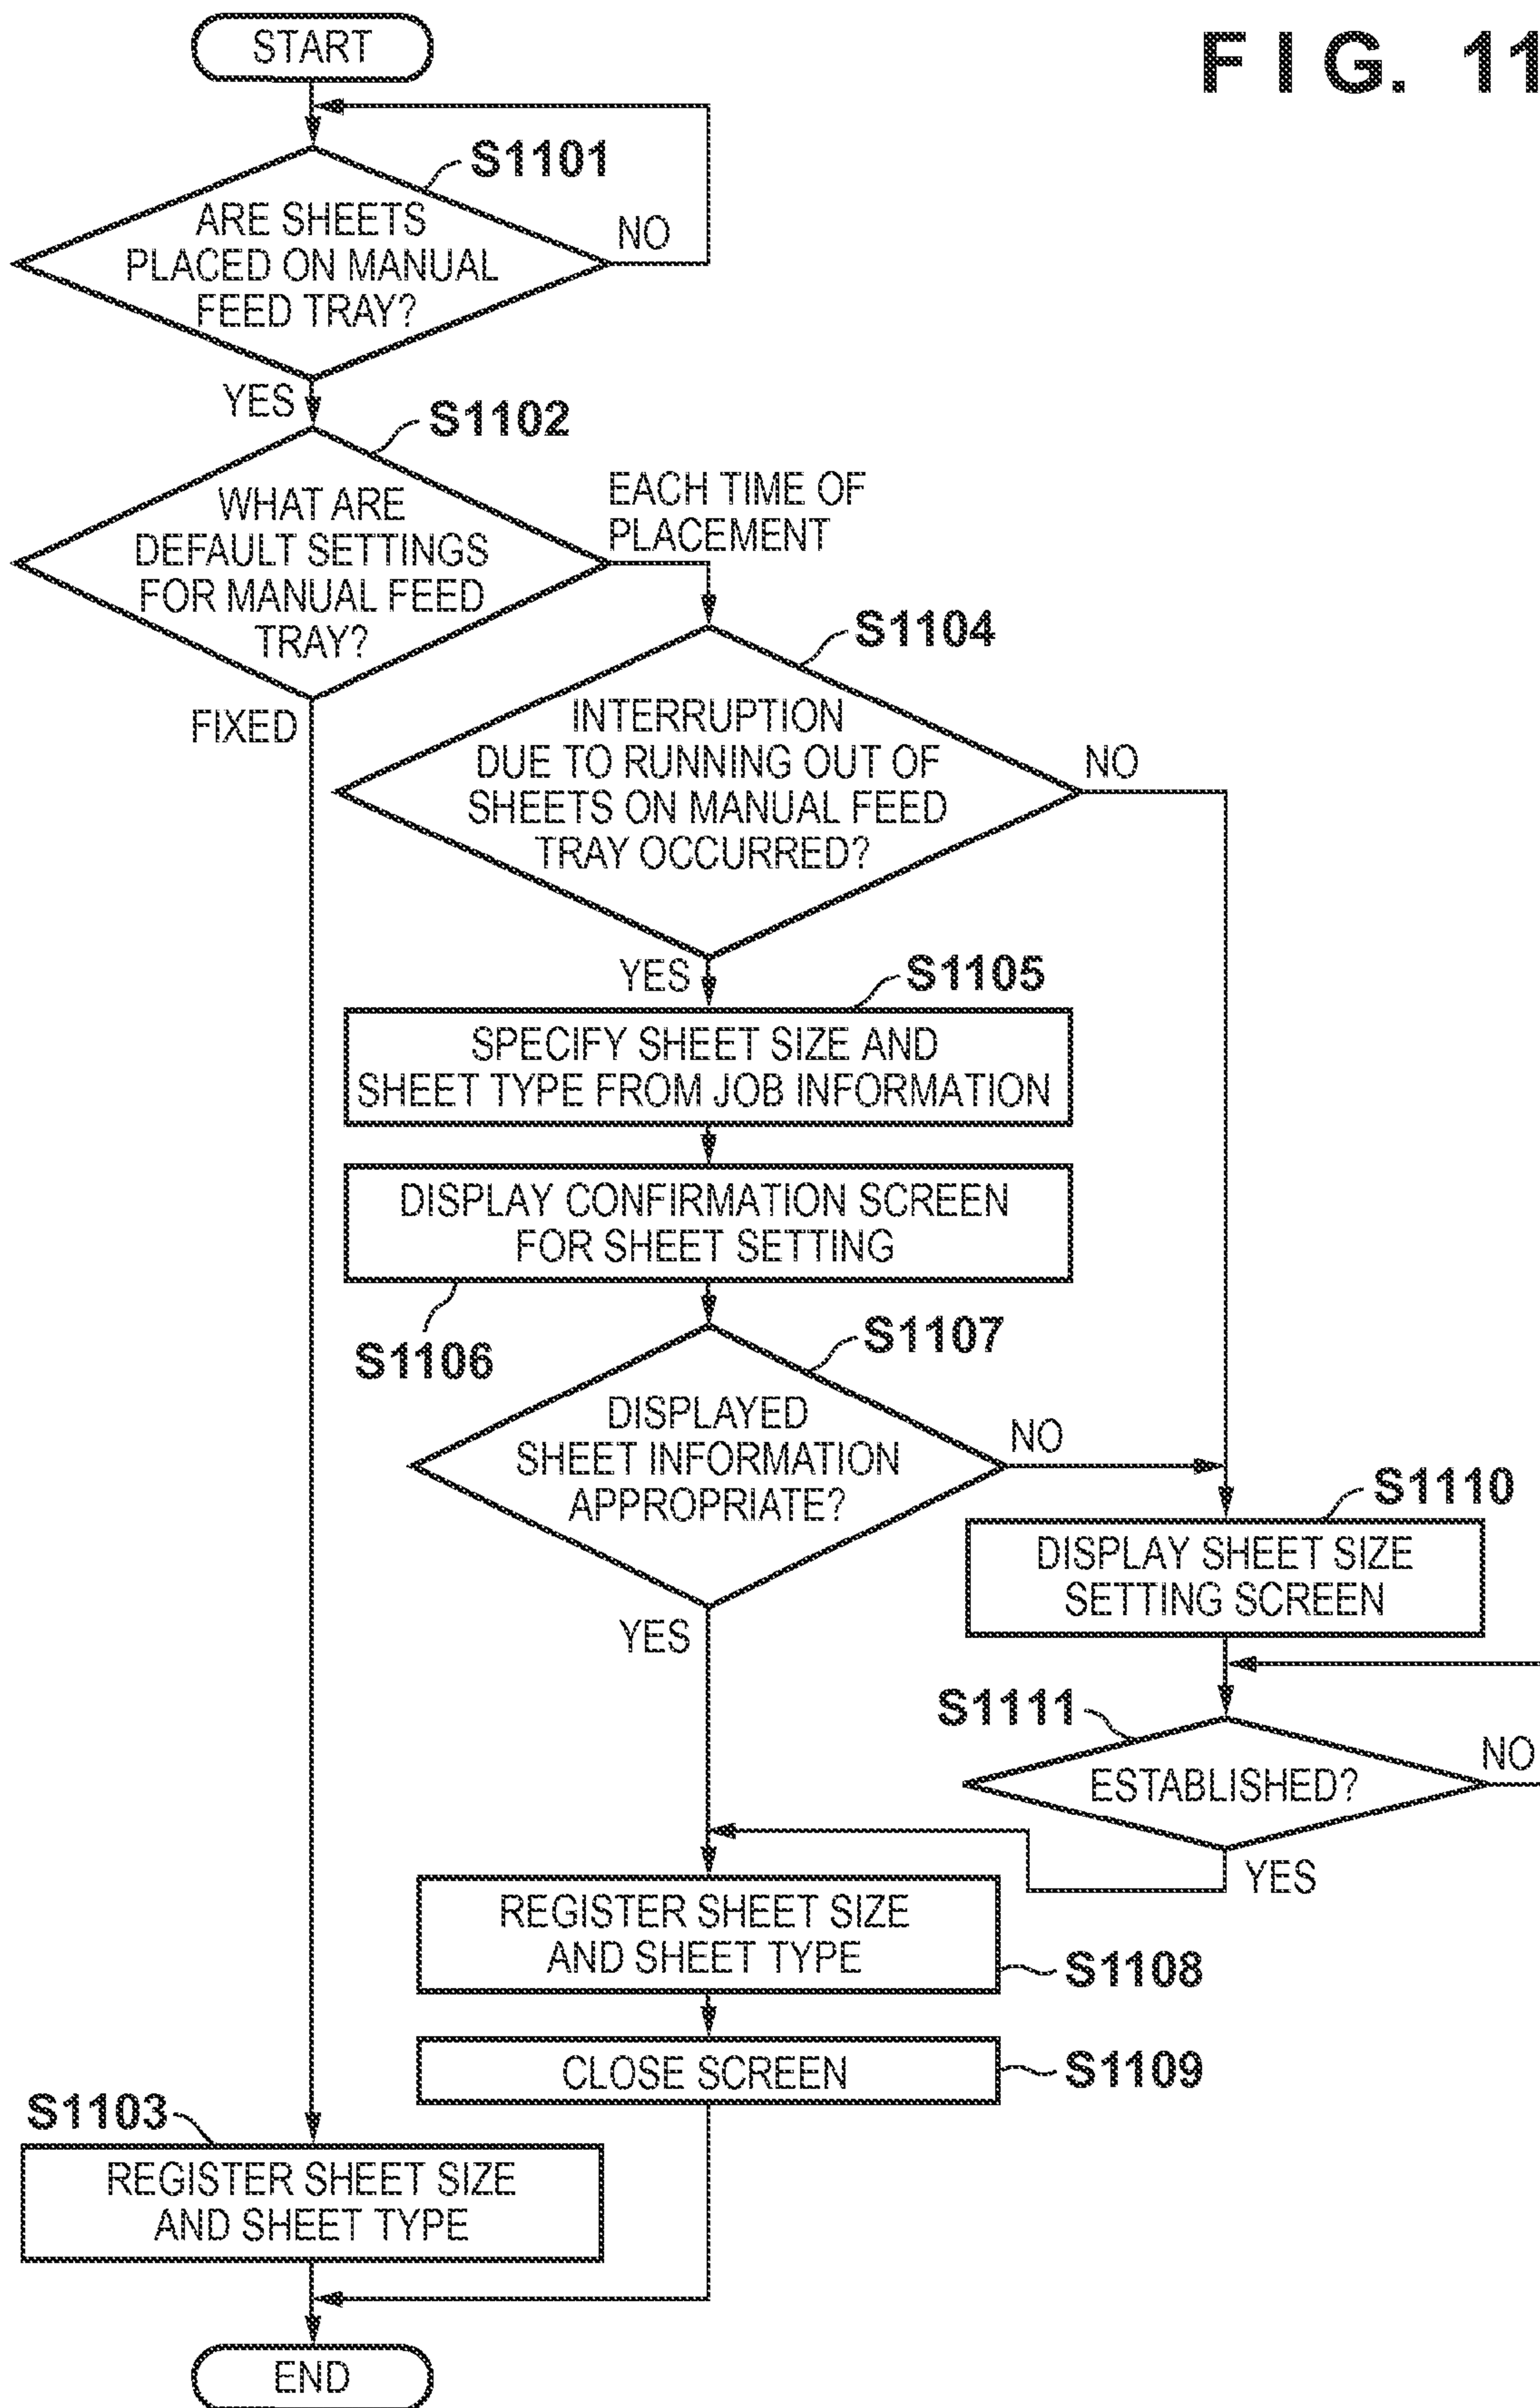 FIG. 11
START
S1101
ARE SHEETS
PLACED ON MANUAL
FEED TRAY?
NO
YES
S1102
WHAT ARE
DEFAULT SETTINGS
FOR MANUAL FEED
TRAY?
EACH TIME OF
PLACEMENT
FIXED
S1104
INTERRUPTION
DUE TO RUNNING OUT OF
SHEETS ON MANUAL FEED
TRAY OCCURRED?
NO
YES
S1105
SPECIFY SHEET SIZE AND
SHEET TYPE FROM JOB INFORMATION
DISPLAY CONFIRMATION SCREEN
FOR SHEET SETTING
S1106
S1107
DISPLAYED
SHEET INFORMATION
APPROPRIATE?
NO
YES
S1110
DISPLAY SHEET SIZE
SETTING SCREEN
S1111
ESTABLISHED?
NO
YES
REGISTER SHEET SIZE
AND SHEET TYPE
S1108
CLOSE SCREEN
S1109
S1103
REGISTER SHEET SIZE
AND SHEET TYPE
END